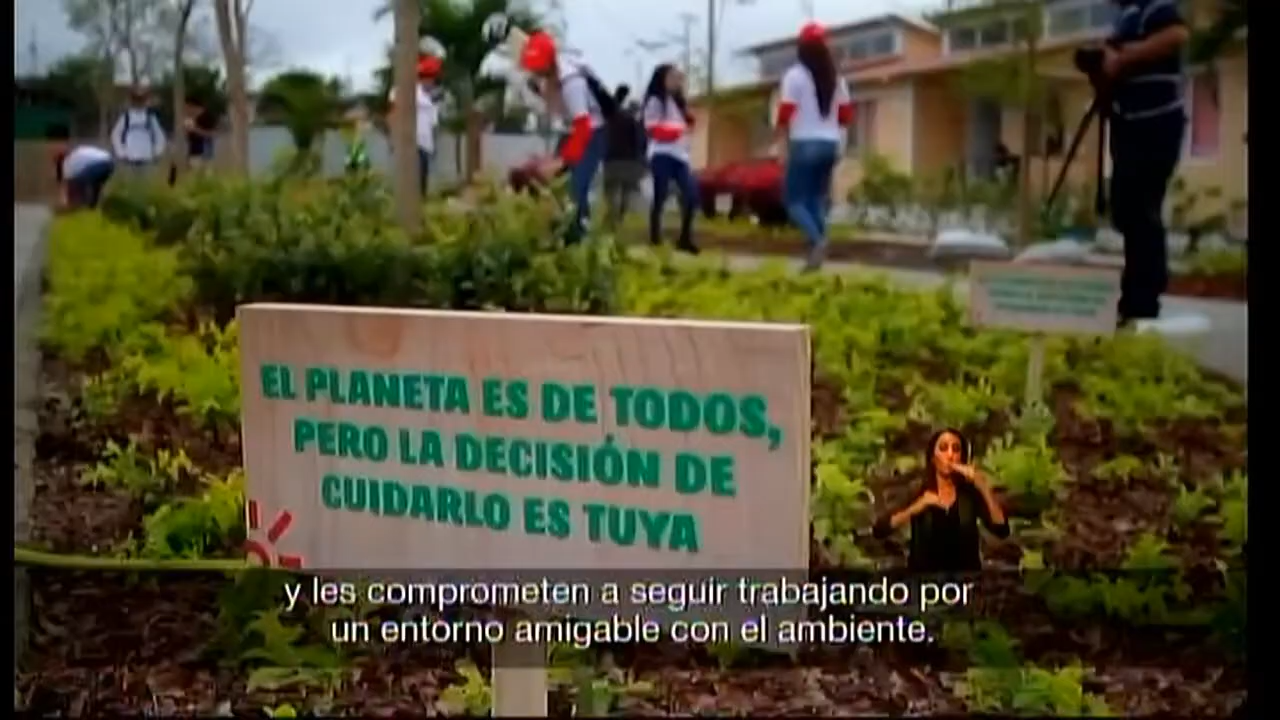 EL PLANETA ES DE TODOS,
PERO LA DECISIÓN DE
CUIDARLO ES TUYA
y les comprometen a seguir trabajando por
un entorno amigable con el ambiente.